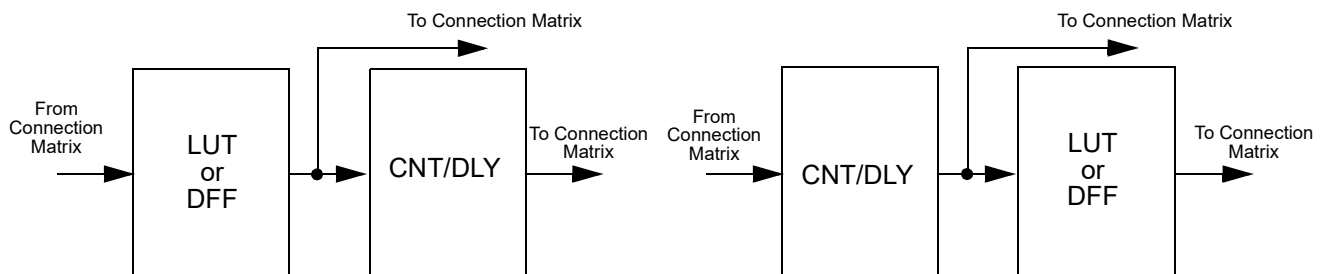 To Connection Matrix
From
Connection
Matrix
LUT
or
DFF
CNT/DLY
To Connection
Matrix
To Connection Matrix
From
Connection
Matrix
CNT/DLY
LUT
or
DFF
To Connection
Matrix